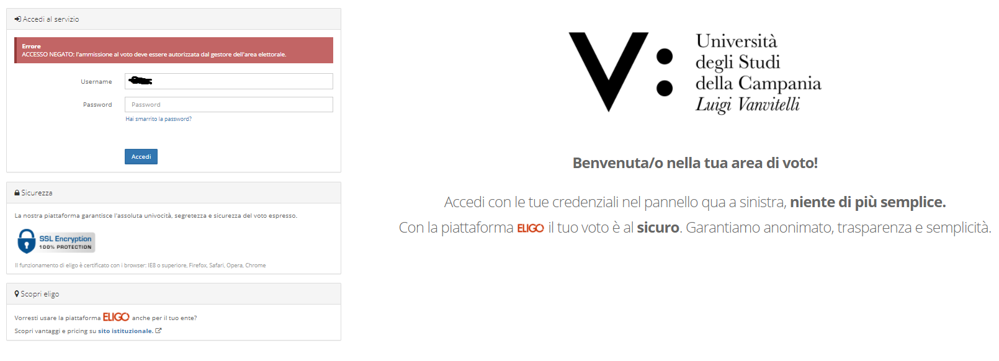 Accedi al servizio
Errore
ACCESSO NEGATO: l'ammissione al voto deve essere autorizzata dal gestore dell'area elettorale.
Username
Password Password
Hai smarrito la password?
Accedi
Sicurezza
La nostra piattaforma garantisce l'assoluta univocità, segretezza e sicurezza del voto espresso.
SSL Encryption
100% PROTECTION
Il funzionamento di eligo è certificato con i browser: IE8 o superiore, Firefox, Safari, Opera, Chrome
Scopri eligo
Vorresti usare la piattaforma ELIGO anche per il tuo ente?
Scopri vantaggi e pricing su sito istituzionale.
V:
Università
degli Studi
della Campania
Luigi Vanvitelli
Benvenuta/o nella tua area di voto!
Accedi con le tue credenziali nel pannello qua a sinistra, niente di più semplice.
Con la piattaforma ELIGO il tuo voto è al sicuro. Garantiamo anonimato, trasparenza e semplicità.